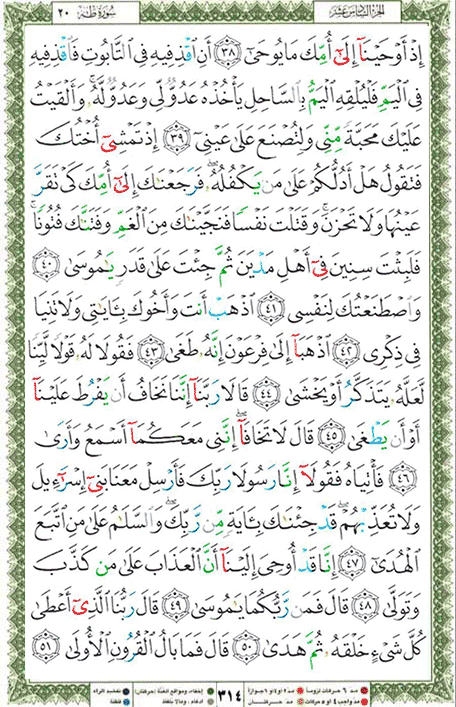 الجزء السادس عشر سورة طه ٢٠
إِذْ أَوْحَيْنَآ إِلَىٰٓ أُمِّكَ مَا يُوحَىٰٓ ٣٨ أَنِ ٱقْذِفِيهِ فِى ٱلتَّابُوتِ فَٱقْذِفِيهِ
فِى ٱلْيَمِّ فَلْيُلْقِهِ ٱلْيَمُّ بِٱلسَّاحِلِ يَأْخُذْهُ عَدُوٌّ لِّى وَعَدُوٌّ لَّهُۥ ۚ وَأَلْقَيْتُ
عَلَيْكَ مَحَبَّةً مِّنِّى وَلِتُصْنَعَ عَلَىٰ عَيْنِىٓ ٣٩ إِذْ تَمْشِىٓ أُخْتُكَ
فَتَقُولُ هَلْ أَدُلُّكُمْ عَلَىٰ مَن يَكْفُلُهُۥ ۖ فَرَجَعْنَٰكَ إِلَىٰٓ أُمِّكَ كَىْ تَقَرَّ
عَيْنُهَا وَلَا تَحْزَنَ ۚ وَقَتَلْتَ نَفْسًا فَنَجَّيْنَٰكَ مِنَ ٱلْغَمِّ وَفَتَنَّٰكَ فُتُونًا ۚ
فَلَبِثْتَ سِنِينَ فِىٓ أَهْلِ مَدْيَنَ ثُمَّ جِئْتَ عَلَىٰ قَدَرٍ يَٰمُوسَىٰ ٤٠
وَٱصْطَنَعْتُكَ لِنَفْسِى ٤١ ٱذْهَبْ أَنتَ وَأَخُوكَ بِـَٔايَٰتِى وَلَا تَنِيَا
فِى ذِكْرِى ٤٢ ٱذْهَبَآ إِلَىٰ فِرْعَوْنَ إِنَّهُۥ طَغَىٰ ٤٣ فَقُولَا لَهُۥ قَوْلًا لَّيِّنًا
لَّعَلَّهُۥ يَتَذَكَّرُ أَوْ يَخْشَىٰ ٤٤ قَالَا رَبَّنَآ إِنَّنَا نَخَافُ أَن يَفْرُطَ عَلَيْنَآ
أَوْ أَن يَطْغَىٰ ٤٥ قَالَ لَا تَخَافَآ ۖ إِنَّنِى مَعَكُمَآ أَسْمَعُ وَأَرَىٰ
٤٦ فَأْتِيَاهُ فَقُولَآ إِنَّا رَسُولَا رَبِّكَ فَأَرْسِلْ مَعَنَا بَنِىٓ إِسْرَٰٓءِيلَ
وَلَا تُعَذِّبْهُمْ ۖ قَدْ جِئْنَٰكَ بِـَٔايَةٍ مِّن رَّبِّكَ ۖ وَٱلسَّلَٰمُ عَلَىٰ مَنِ ٱتَّبَعَ
ٱلْهُدَىٰٓ ٤٧ إِنَّا قَدْ أُوحِىَ إِلَيْنَآ أَنَّ ٱلْعَذَابَ عَلَىٰ مَن كَذَّبَ
وَتَوَلَّىٰ ٤٨ قَالَ فَمَن رَّبُّكُمَا يَٰمُوسَىٰ ٤٩ قَالَ رَبُّنَا ٱلَّذِىٓ أَعْطَىٰ
كُلَّ شَىْءٍ خَلْقَهُۥ ثُمَّ هَدَىٰ ٥٠ قَالَ فَمَا بَالُ ٱلْقُرُونِ ٱلْأُولَىٰ ٥١
٣١٤